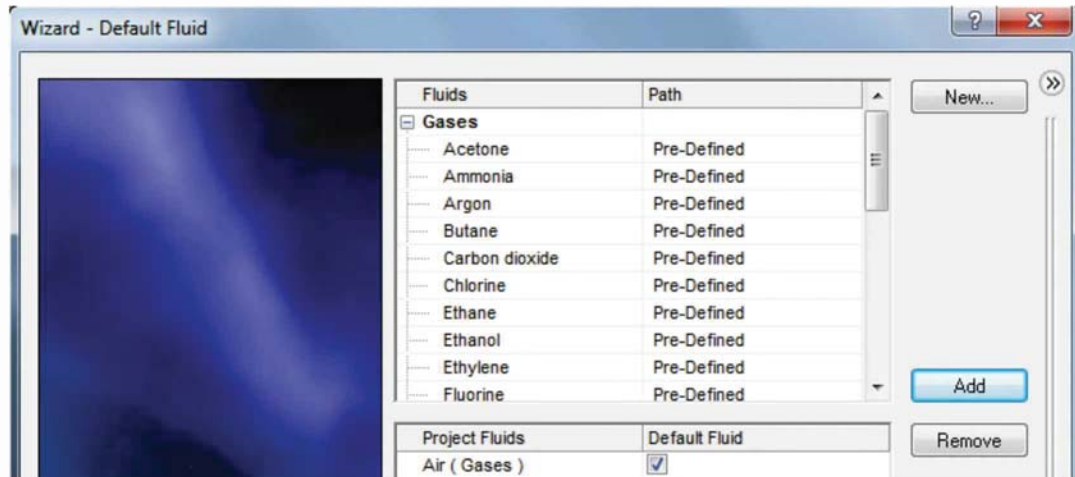 Wizard - Default Fluid
Fluids Path
Gases
Acetone Pre-Defined
Ammonia Pre-Defined
Argon Pre-Defined
Butane Pre-Defined
Carbon dioxide Pre-Defined
Chlorine Pre-Defined
Ethane Pre-Defined
Ethanol Pre-Defined
Ethylene Pre-Defined
Fluorine Pre-Defined
New...
Add
Project Fluids Default Fluid
Air ( Gases )
Remove